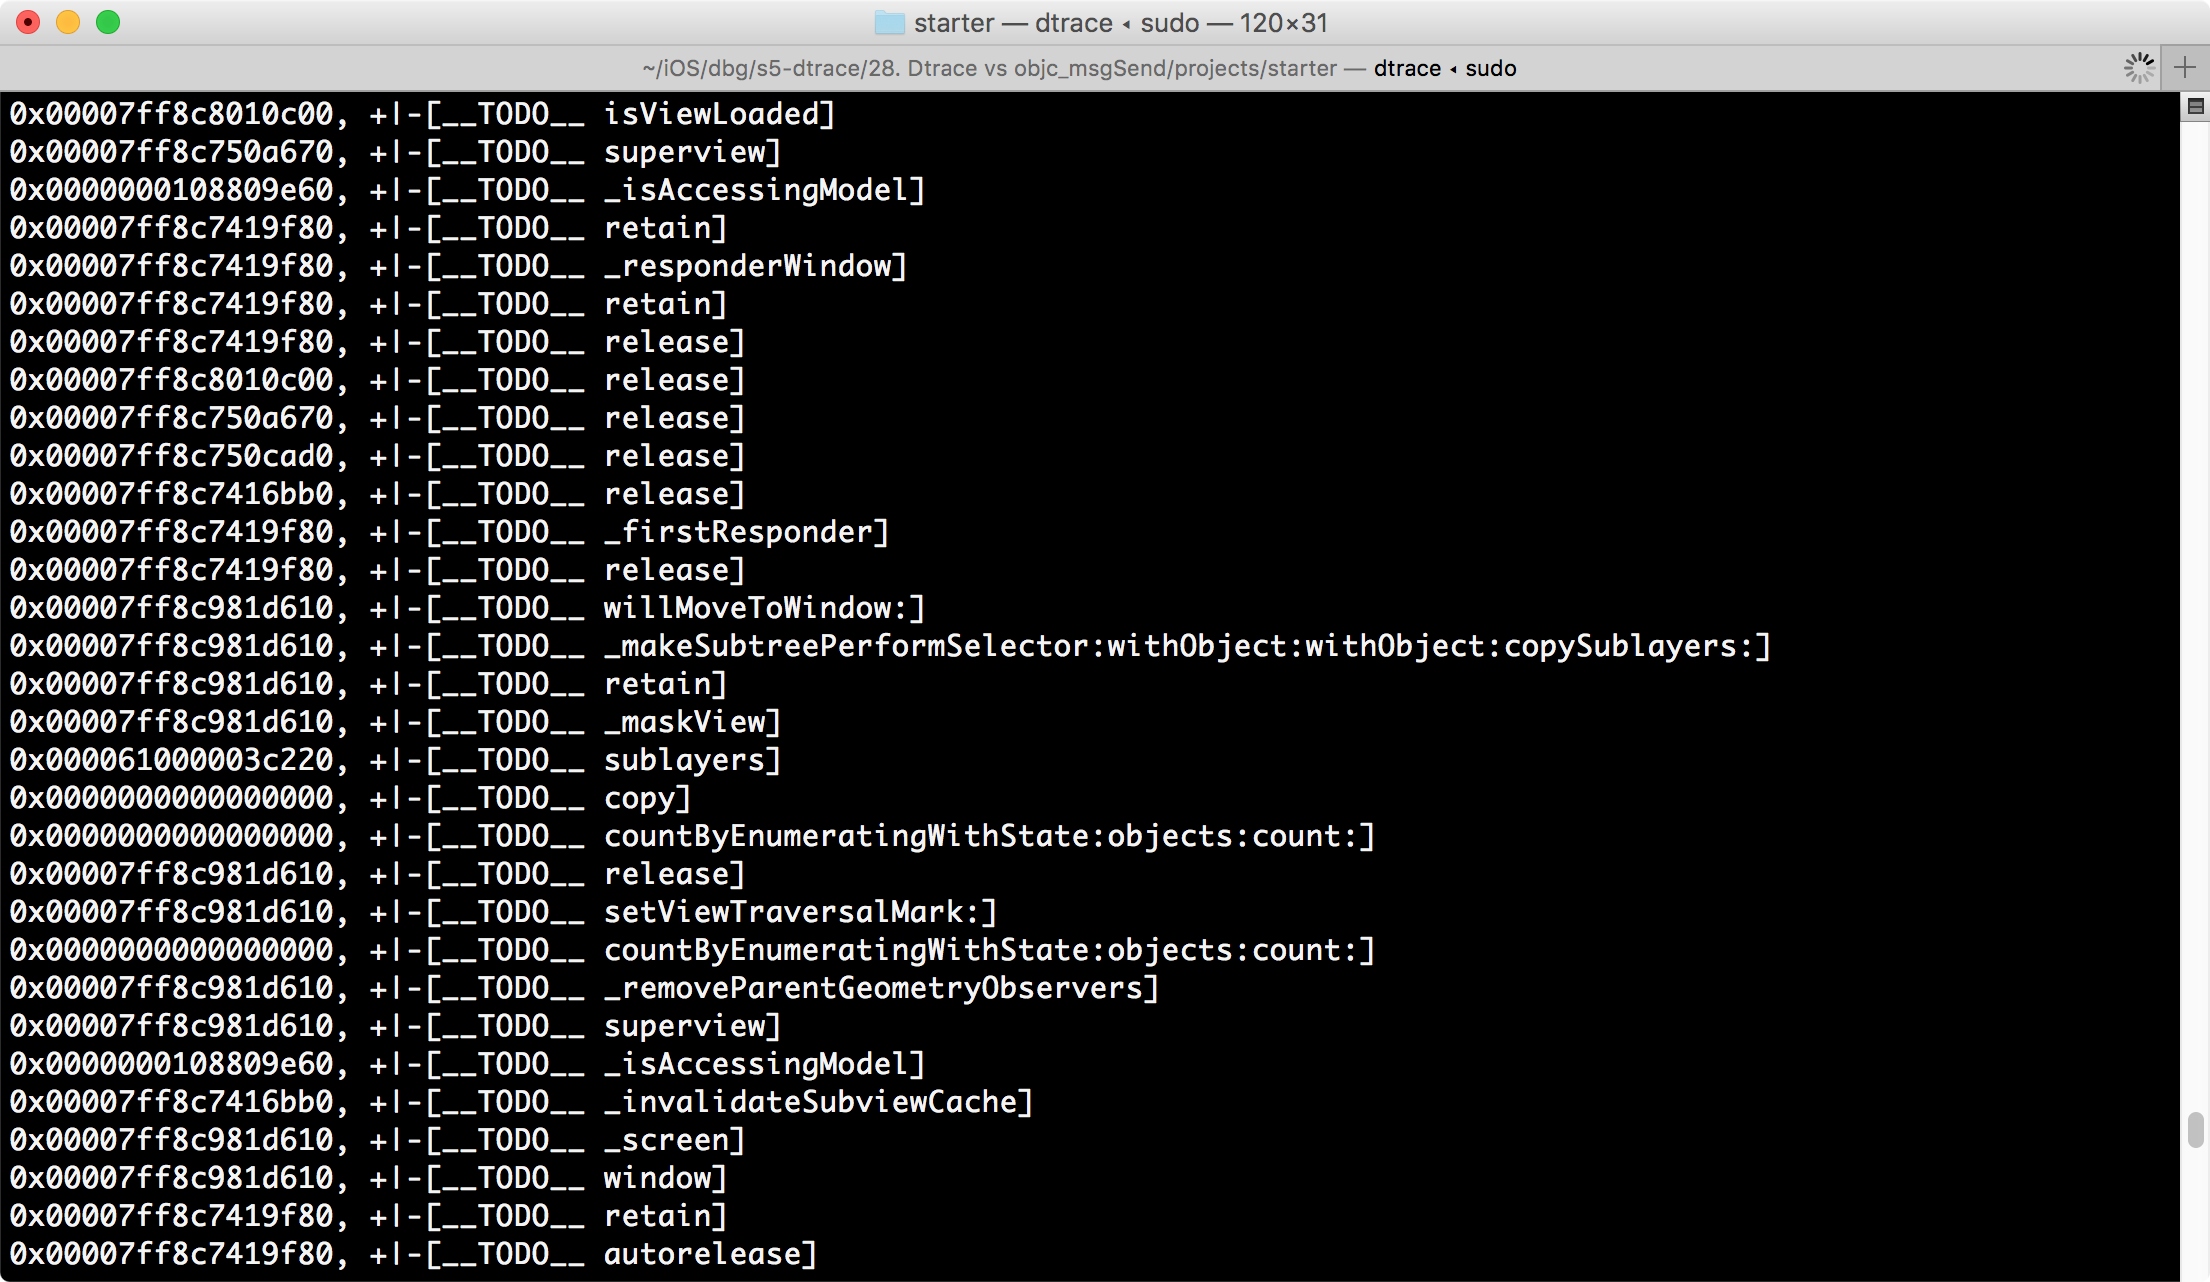 starter — dtrace ◂ sudo — 120×31
~/iOS/dbg/s5-dtrace/28. Dtrace vs objc_msgSend/projects/starter — dtrace ◂ sudo
0x00007ff8c8010c00, +|-[__TODO__ isViewLoaded]
0x00007ff8c750a670, +|-[__TODO__ superview]
0x0000000108809e60, +|-[__TODO__ _isAccessingModel]
0x00007ff8c7419f80, +|-[__TODO__ retain]
0x00007ff8c7419f80, +|-[__TODO__ _responderWindow]
0x00007ff8c7419f80, +|-[__TODO__ retain]
0x00007ff8c7419f80, +|-[__TODO__ release]
0x00007ff8c8010c00, +|-[__TODO__ release]
0x00007ff8c750a670, +|-[__TODO__ release]
0x00007ff8c750cad0, +|-[__TODO__ release]
0x00007ff8c7416bb0, +|-[__TODO__ release]
0x00007ff8c7419f80, +|-[__TODO__ _firstResponder]
0x00007ff8c7419f80, +|-[__TODO__ release]
0x00007ff8c981d610, +|-[__TODO__ willMoveToWindow:]
0x00007ff8c981d610, +|-[__TODO__ _makeSubtreePerformSelector:withObject:withObject:copySublayers:]
0x00007ff8c981d610, +|-[__TODO__ retain]
0x00007ff8c981d610, +|-[__TODO__ _maskView]
0x000061000003c220, +|-[__TODO__ sublayers]
0x0000000000000000, +|-[__TODO__ copy]
0x0000000000000000, +|-[__TODO__ countByEnumeratingWithState:objects:count:]
0x00007ff8c981d610, +|-[__TODO__ release]
0x00007ff8c981d610, +|-[__TODO__ setViewTraversalMark:]
0x0000000000000000, +|-[__TODO__ countByEnumeratingWithState:objects:count:]
0x00007ff8c981d610, +|-[__TODO__ _removeParentGeometryObservers]
0x00007ff8c981d610, +|-[__TODO__ superview]
0x0000000108809e60, +|-[__TODO__ _isAccessingModel]
0x00007ff8c7416bb0, +|-[__TODO__ _invalidateSubviewCache]
0x00007ff8c981d610, +|-[__TODO__ _screen]
0x00007ff8c981d610, +|-[__TODO__ window]
0x00007ff8c7419f80, +|-[__TODO__ retain]
0x00007ff8c7419f80, +|-[__TODO__ autorelease]